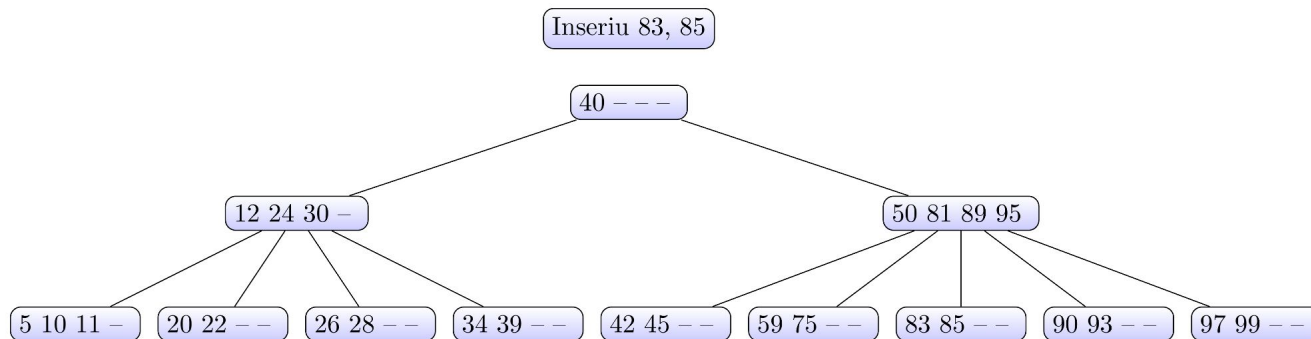 Inseriu 83, 85
40 – – –
12 24 30 –
50 81 89 95
5 10 11 –
20 22 – –
26 28 – –
34 39 – –
42 45 – –
59 75 – –
83 85 – –
90 93 – –
97 99 – –